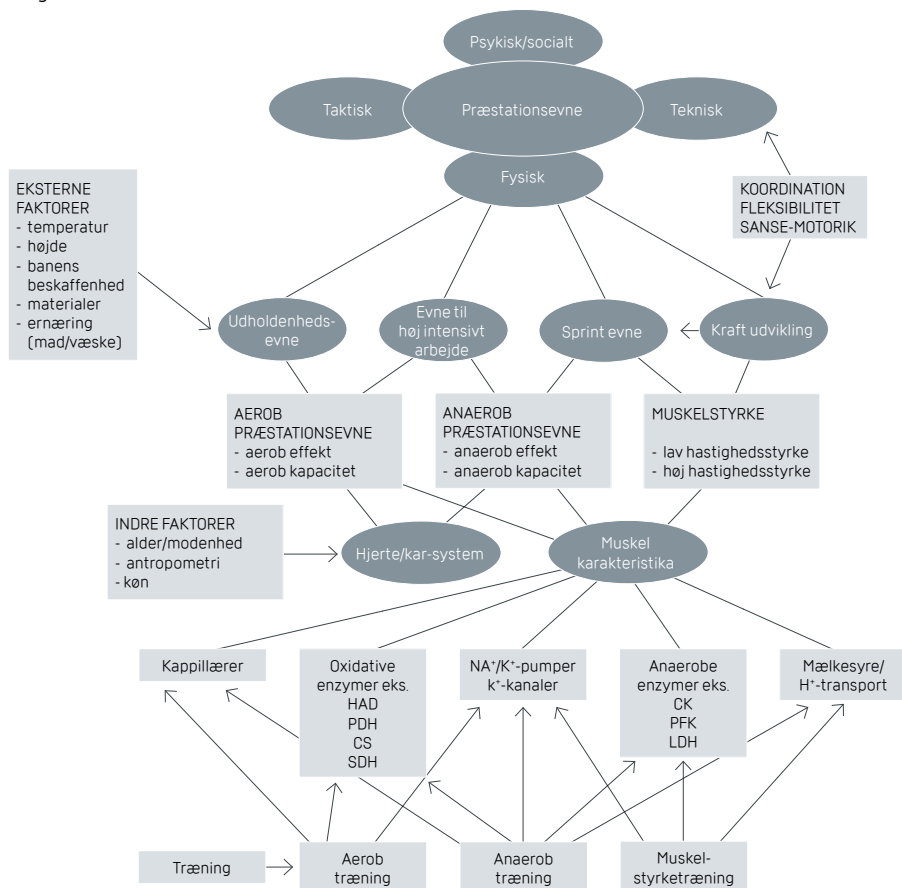 Psykisk/socialt
Taktisk
Præstationsevne
Teknisk
Fysisk
EKSTERNE
FAKTORER
- temperatur
- højde
- banens
beskaffenhed
- materialer
- ernæring
(mad/væske)
KOORDINATION
FLEKSIBILITET
SANSE-MOTORIK
Udholdenheds-
evne
Evne til
høj intensivt
arbejde
Sprint evne
Kraft udvikling
AEROB
PRÆSTATIONSEVNE
- aerob effekt
- aerob kapacitet
ANAEROB
PRÆSTATIONSEVNE
- anaerob effekt
- anaerob kapacitet
MUSKELSTYRKE
- lav hastighedsstyrke
- høj hastighedsstyrke
INDRE FAKTORER
- alder/modenhed
- antropometri
- køn
Hjerte/kar-system
Muskel
karakteristika
Kappillærer
Oxidative
enzymer eks.
HAD
PDH
CS
SDH
NA⁺/K⁺-pumper
k⁺-kanaler
Anaerobe
enzymer eks.
CK
PFK
LDH
Mælkesyre/
H⁺-transport
Træning
Aerob
træning
Anaerob
træning
Muskel-
styrketræning